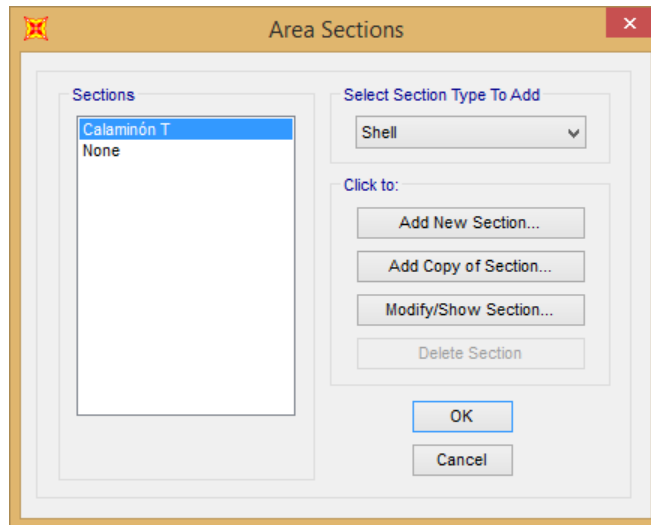 Area Sections
Sections
Calaminón T
None
Select Section Type To Add
Shell
Click to:
Add New Section...
Add Copy of Section...
Modify/Show Section...
Delete Section
OK
Cancel